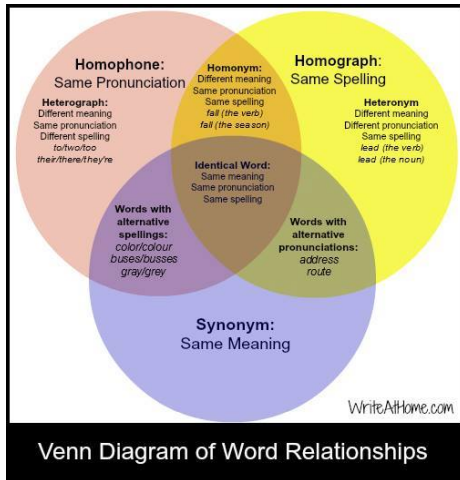 Homophone:
Same Pronunciation
Homonym:
Different meaning
Same pronunciation
Same spelling
fall (the verb)
fall (the season)
Homograph:
Same Spelling
Heterograph:
Different meaning
Same pronunciation
Different spelling
to/two/too
their/there/they're
Heteronym
Different meaning
Different pronunciation
Same spelling
lead (the verb)
lead (the noun)
Identical Word:
Same meaning
Same pronunciation
Same spelling
Words with
alternative
spellings:
color/colour
buses/busses
gray/grey
Words with
alternative
pronunciations:
address
route
Synonym:
Same Meaning
WriteAtHome.com
Venn Diagram of Word Relationships